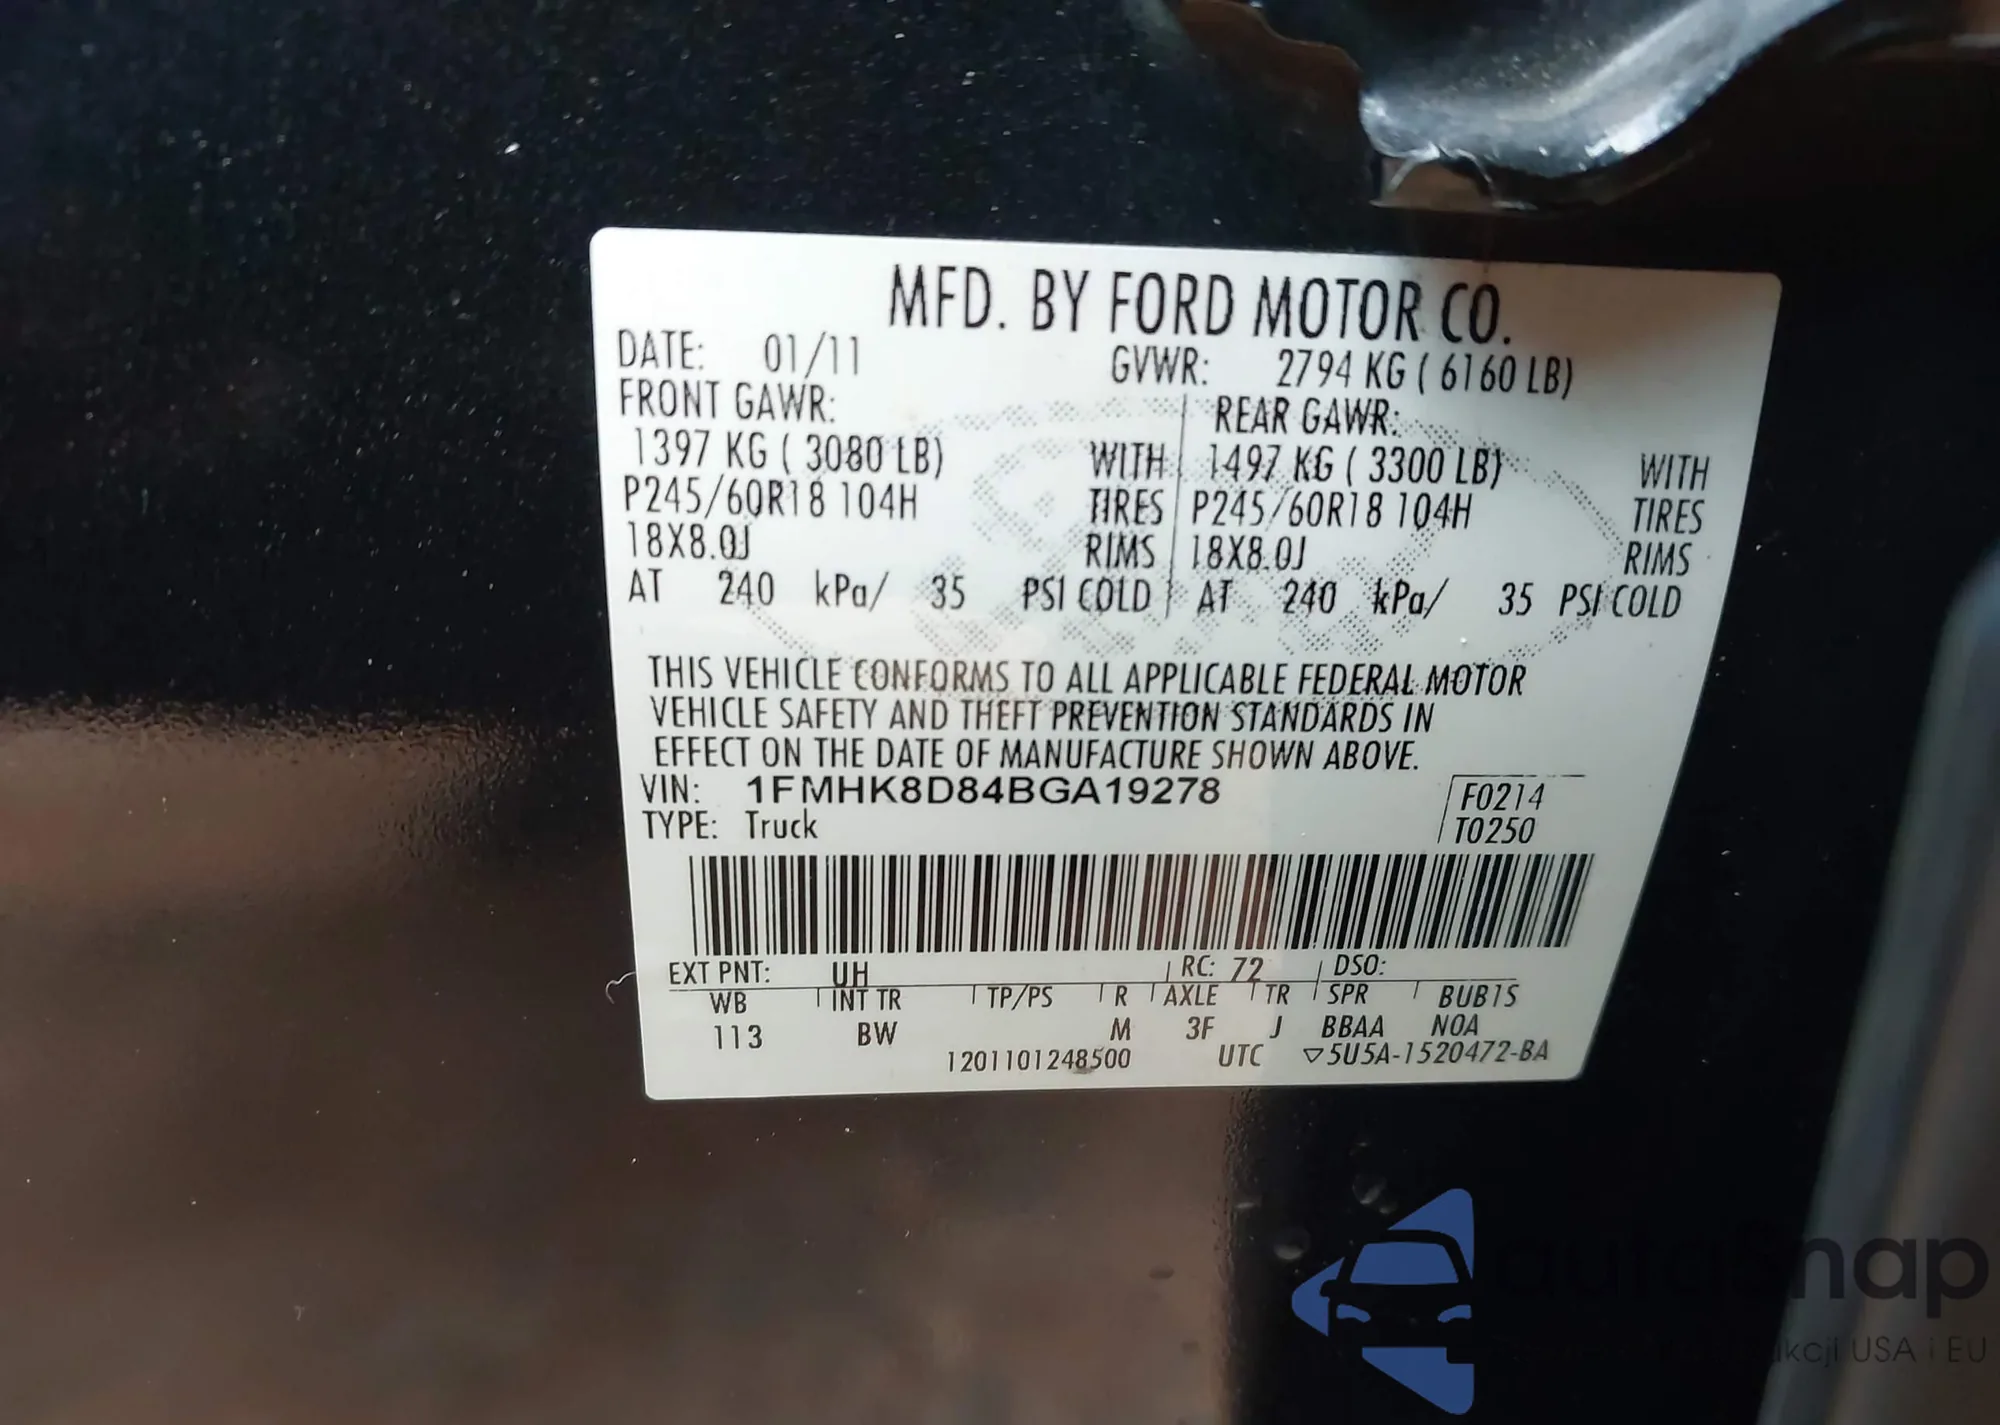 MFD. BY FORD MOTOR CO.
DATE: 01/11 GVWR: 2794 KG ( 6160 LB)
FRONT GAWR: REAR GAWR:
1397 KG ( 3080 LB) WITH 1497 KG ( 3300 LB) WITH
P245/60R18 104H TIRES P245/60R18 104H TIRES
18X8.0J RIMS 18X8.0J RIMS
AT 240 kPa/ 35 PSI COLD AT 240 kPa/ 35 PSI COLD
THIS VEHICLE CONFORMS TO ALL APPLICABLE FEDERAL MOTOR
VEHICLE SAFETY AND THEFT PREVENTION STANDARDS IN
EFFECT ON THE DATE OF MANUFACTURE SHOWN ABOVE.
VIN: 1FMHK8D84BGA19278 F0214
TYPE: Truck T0250
EXT PNT: UH RC: 72 DSO:
WB INT TR TP/PS R AXLE TR SPR BUB1S
113 BW M 3F J BBAA NOA
1201101248500 UTC ▽5U5A-1520472-BA
autosnap
USA i EU